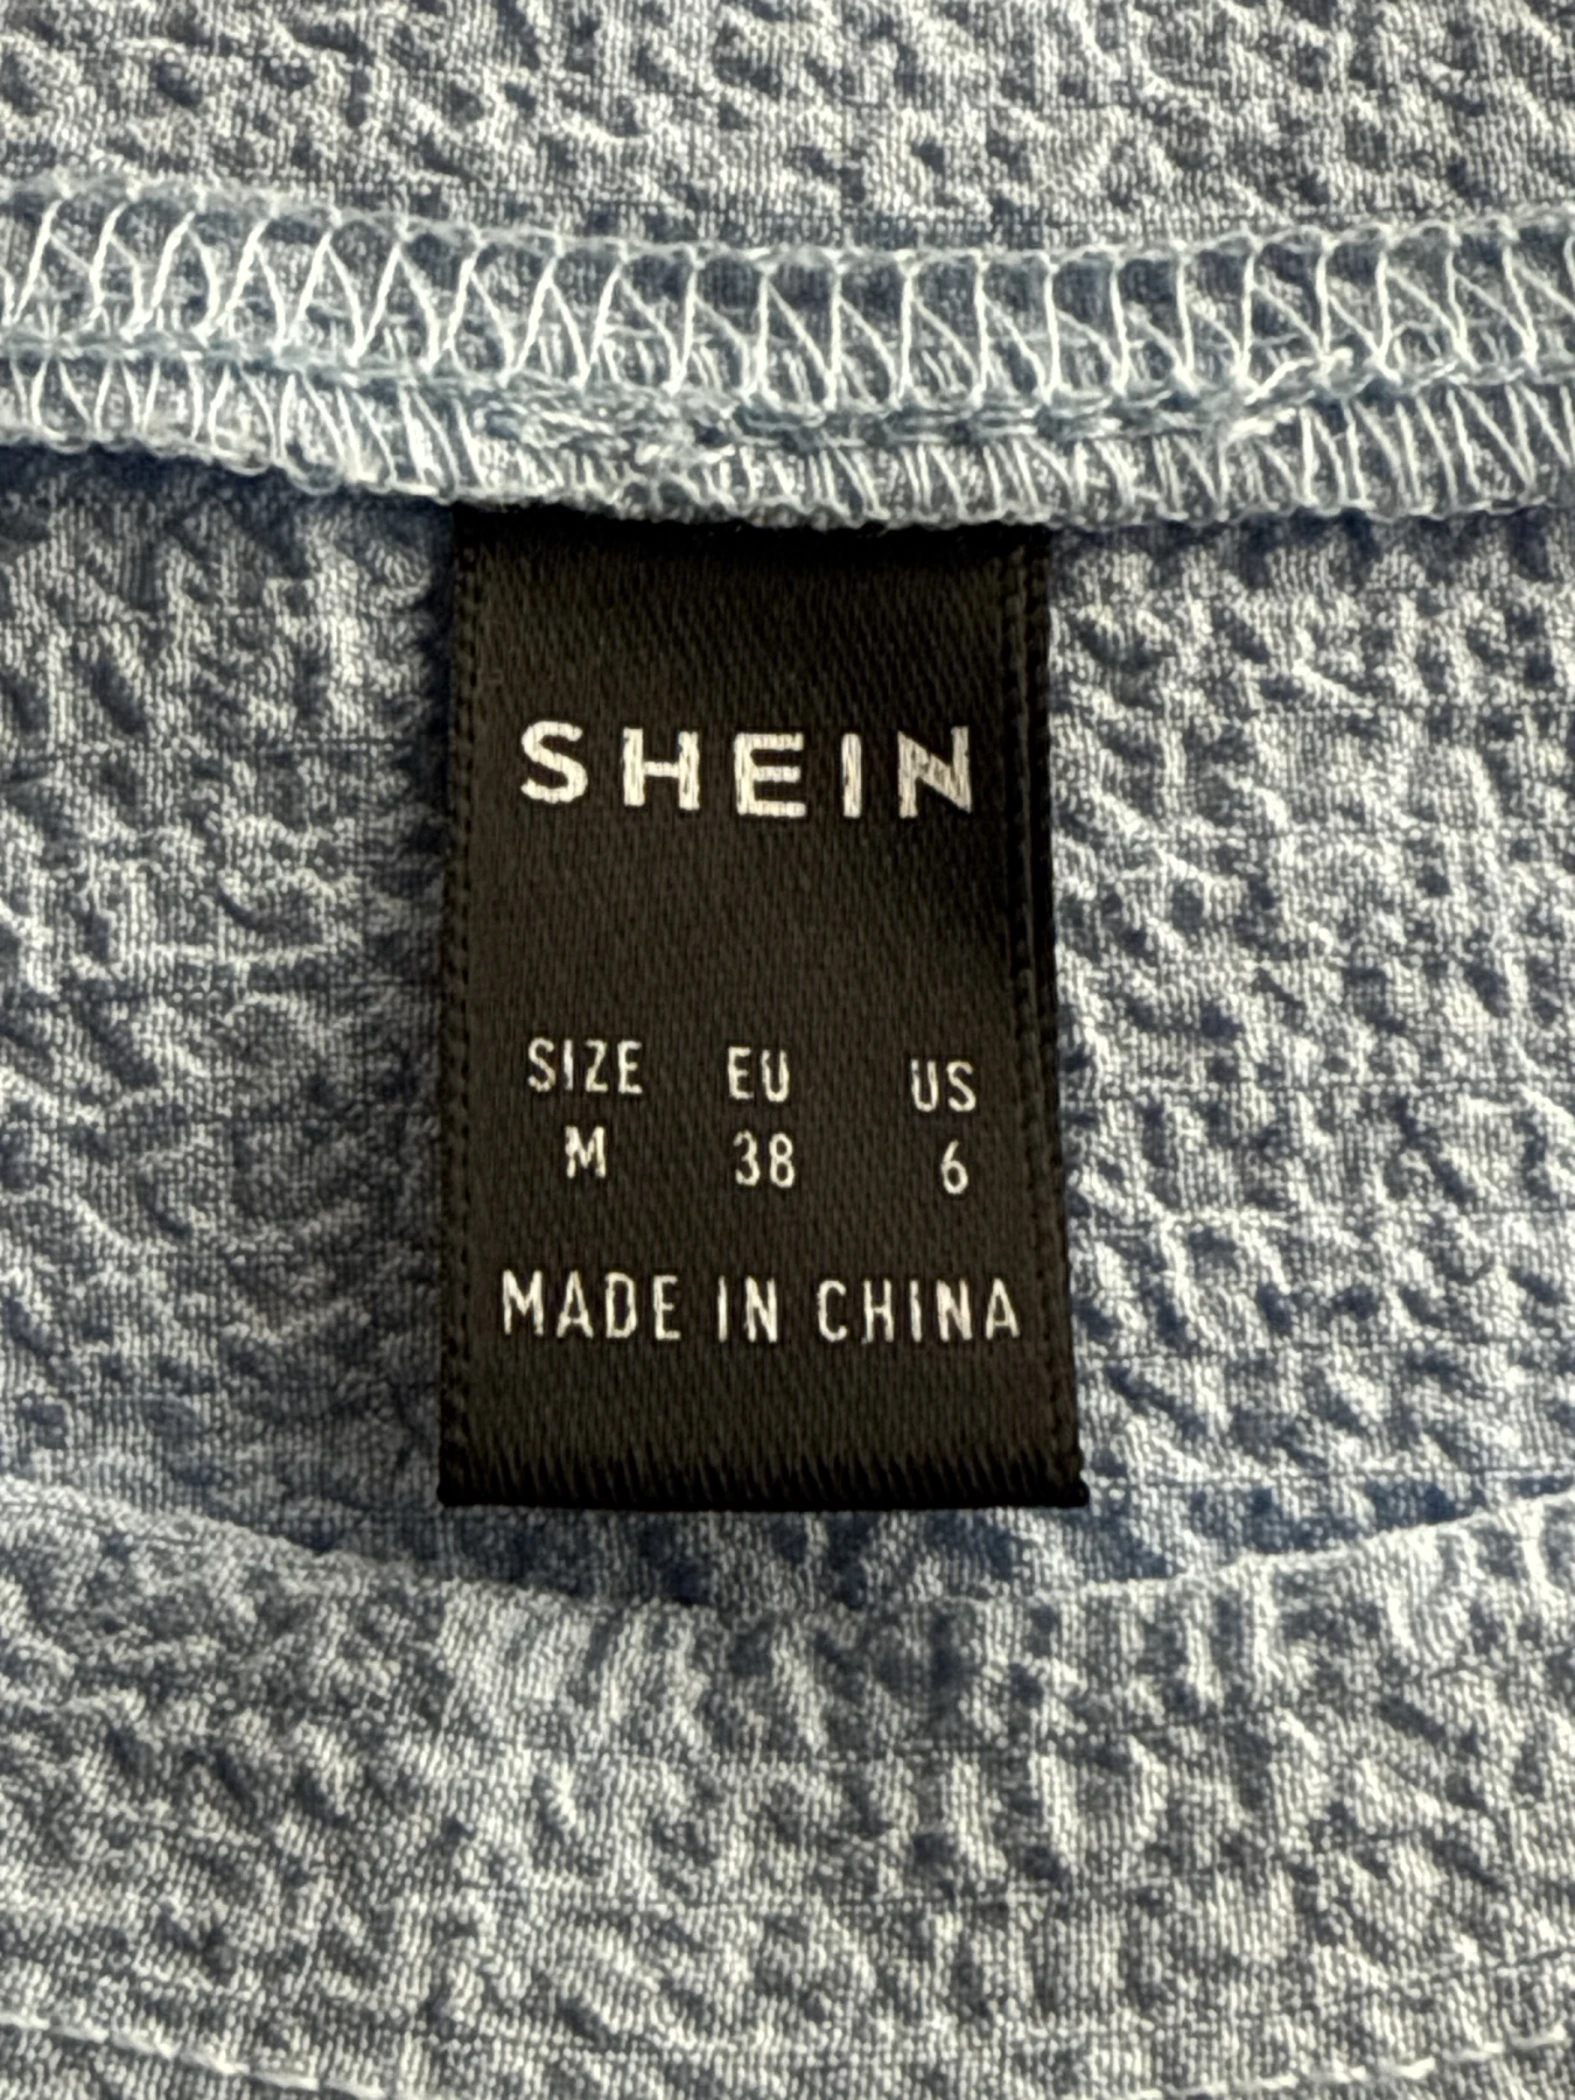 SHEIN
SIZE EU US
M 38 6
MADE IN CHINA